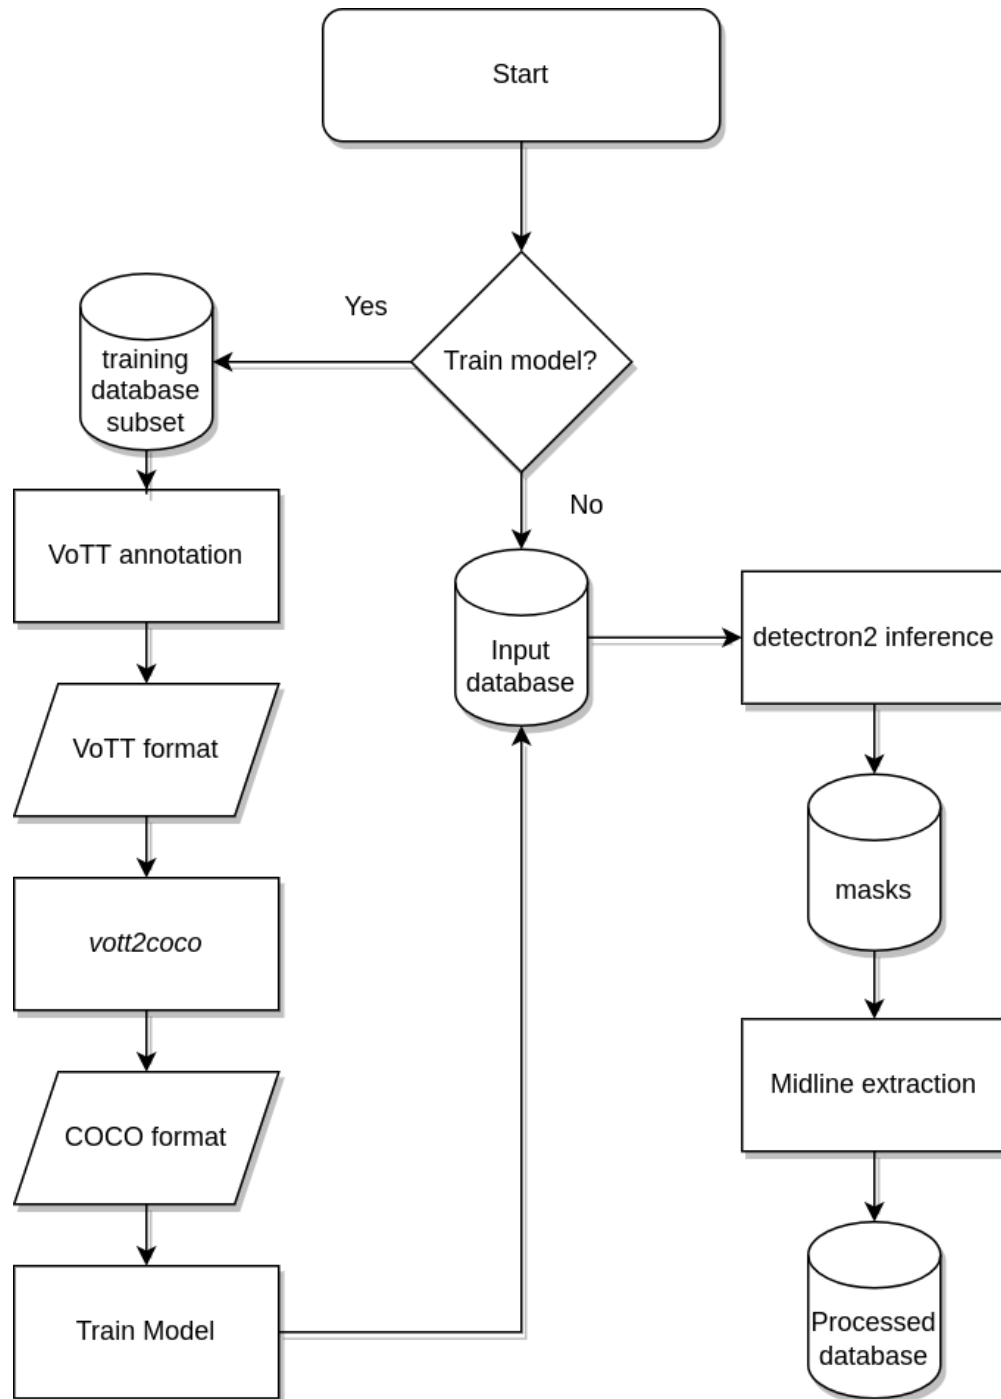 Start
Yes
Train model?
training
database
subset
No
VoTT annotation
Input
database
detectron2 inference
VoTT format
masks
vott2coco
Midline extraction
COCO format
Train Model
Processed
database